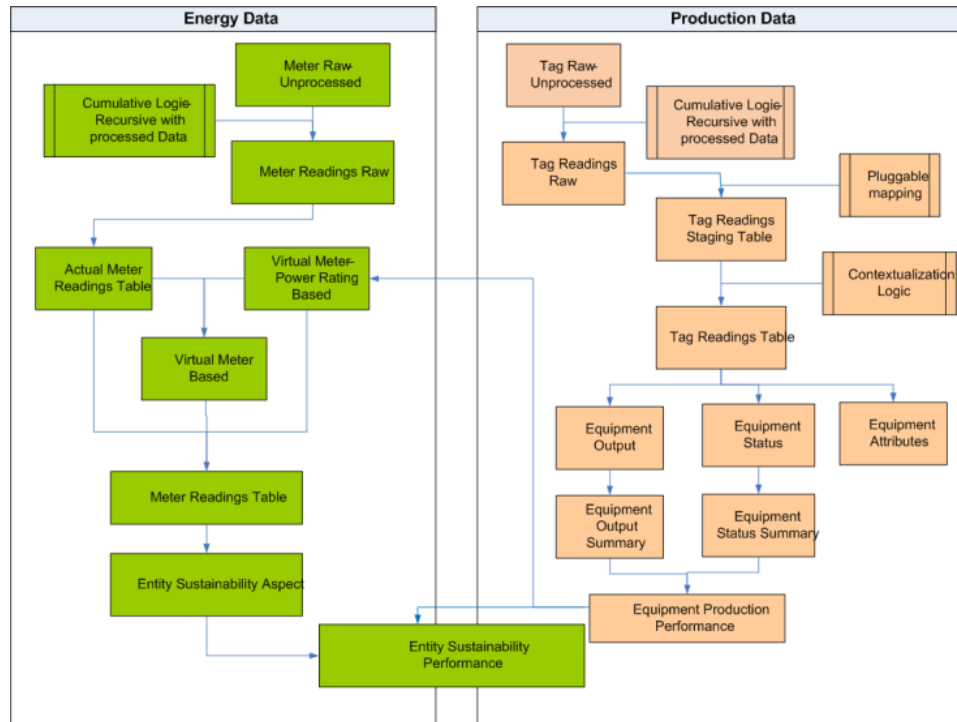 Energy Data
Meter Raw-
Unprocessed
Cumulative Logic-
Recursive with
processed Data
Meter Readings Raw
Actual Meter
Readings Table
Virtual Meter-
Power Rating
Based
Virtual Meter
Based
Meter Readings Table
Entity Sustainability Aspect
Entity Sustainability
Performance
Production Data
Tag Raw-
Unprocessed
Cumulative Logic-
Recursive with
processed Data
Tag Readings
Raw
Pluggable
mapping
Tag Readings
Staging Table
Contextualization
Logic
Tag Readings Table
Equipment
Output
Equipment
Status
Equipment
Attributes
Equipment
Output
Summary
Equipment
Status Summary
Equipment Production
Performance